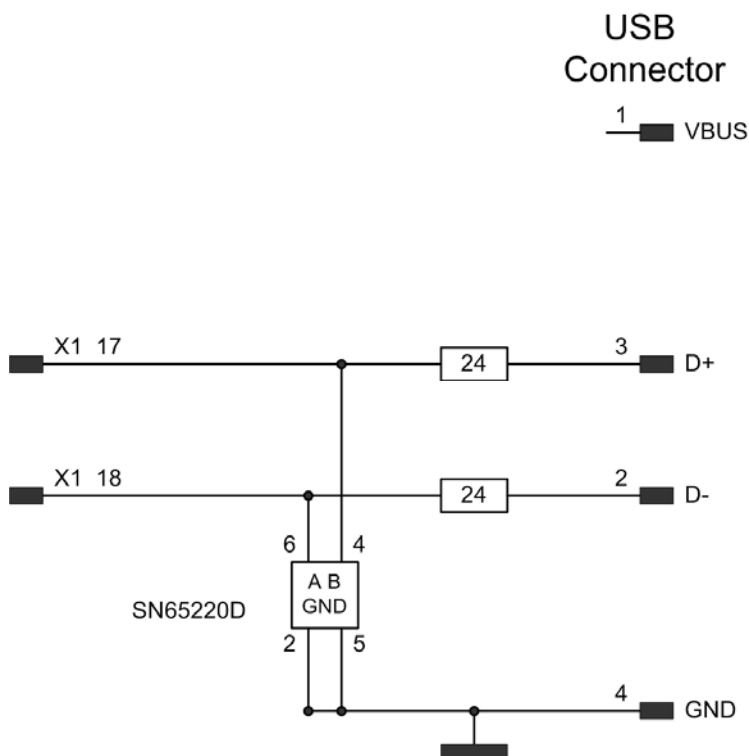 USB
Connector
1 VBUS
X1 17 24 3 D+
X1 18 24 2 D-
6 4
A B
GND
SN65220D
2 5
4 GND